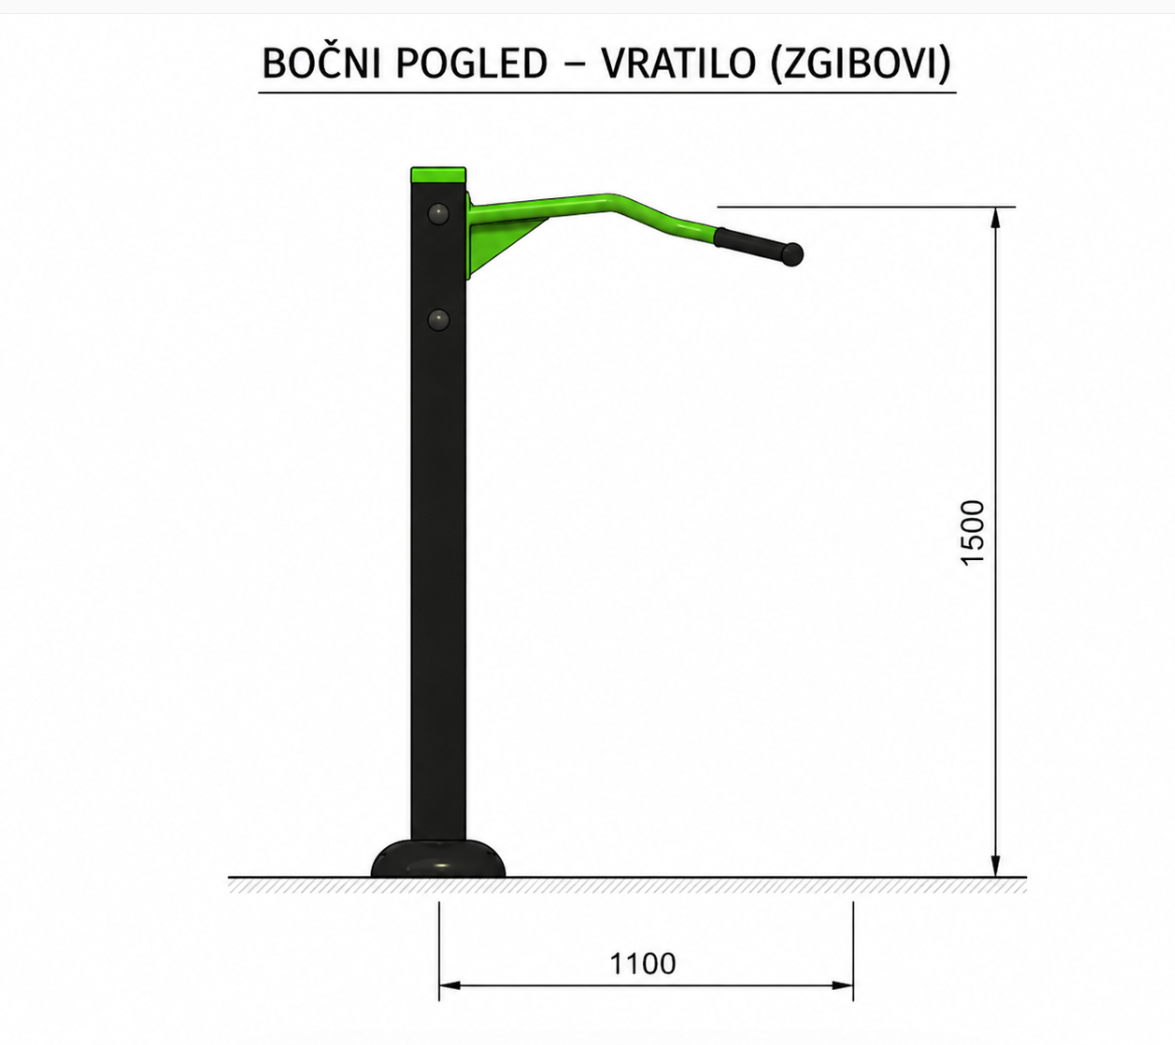 BOČNI POGLED – VRATILO (ZGIBOVI)
1500
1100